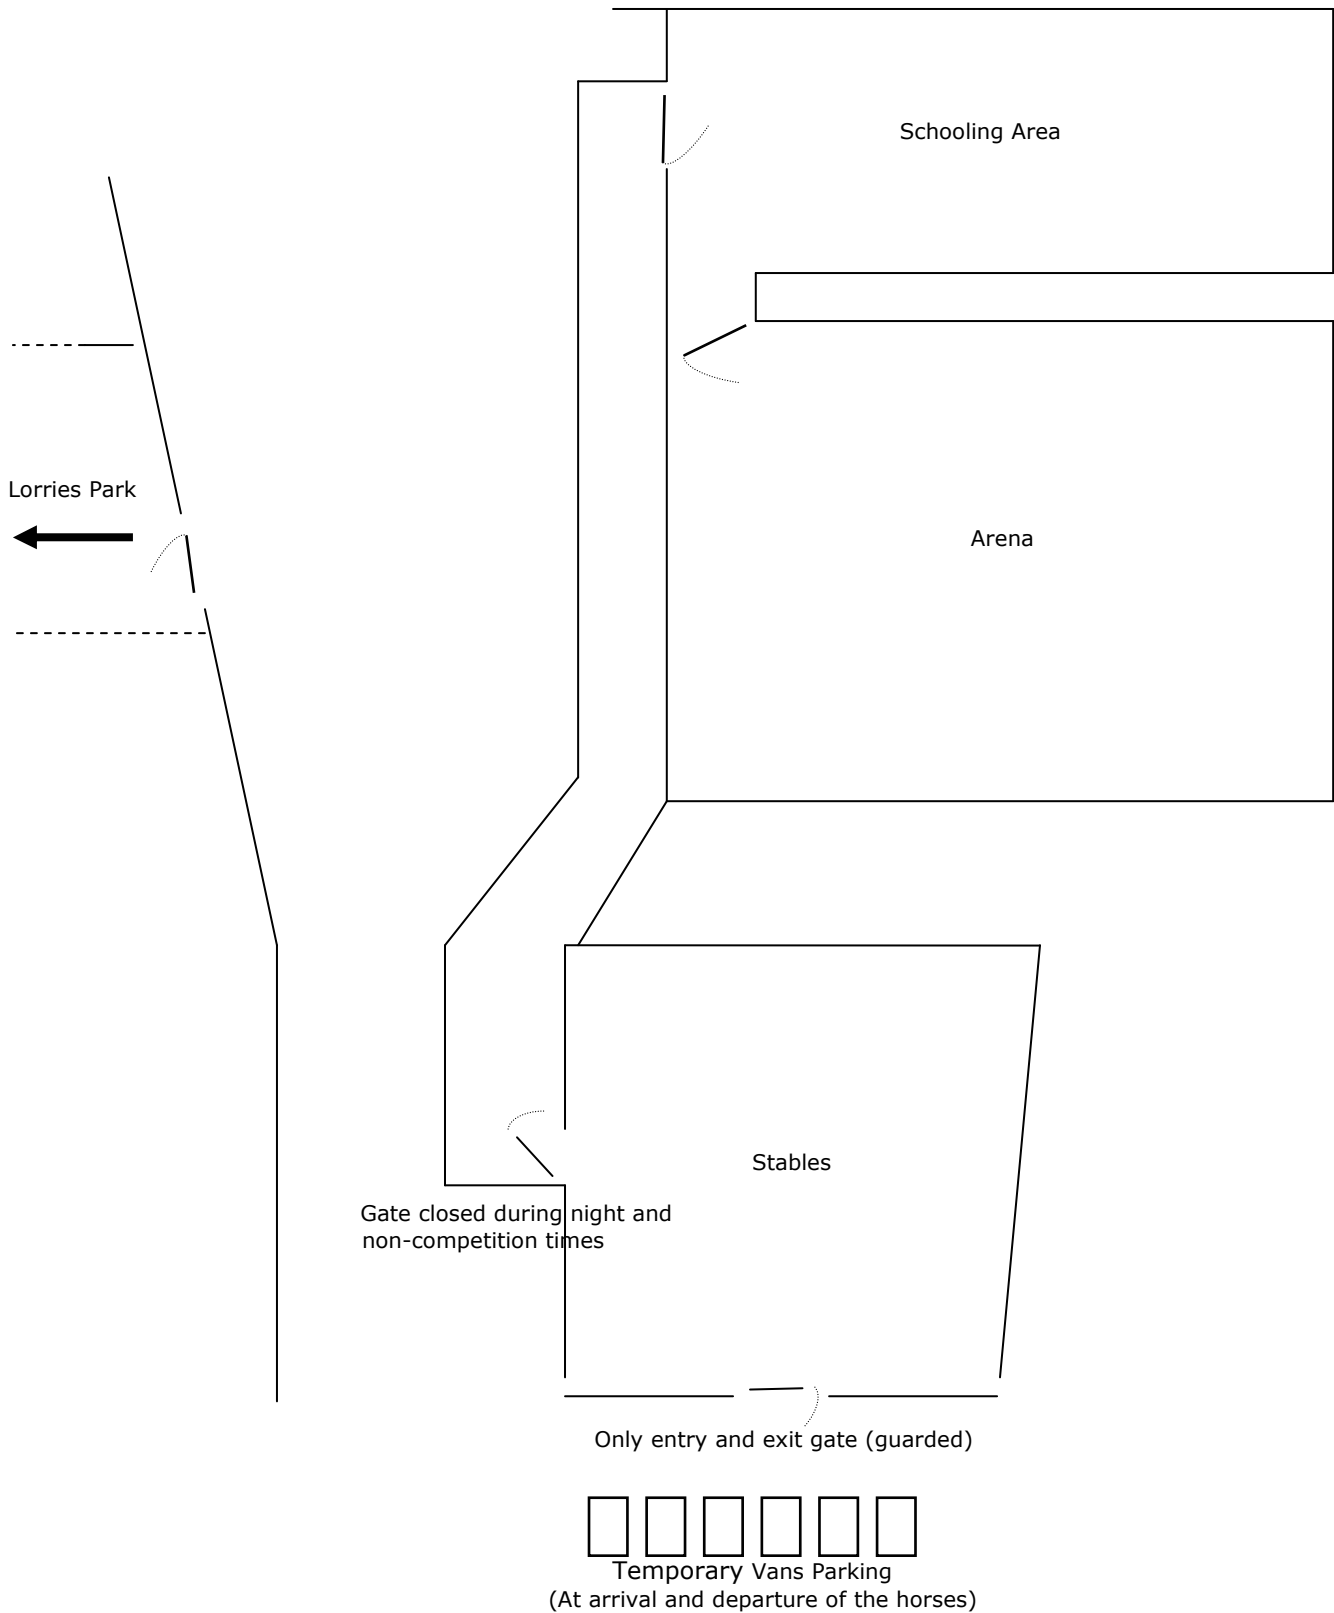 Schooling Area
Lorries Park
Arena
Stables
Gate closed during night and
non-competition times
Only entry and exit gate (guarded)
Temporary Vans Parking
(At arrival and departure of the horses)